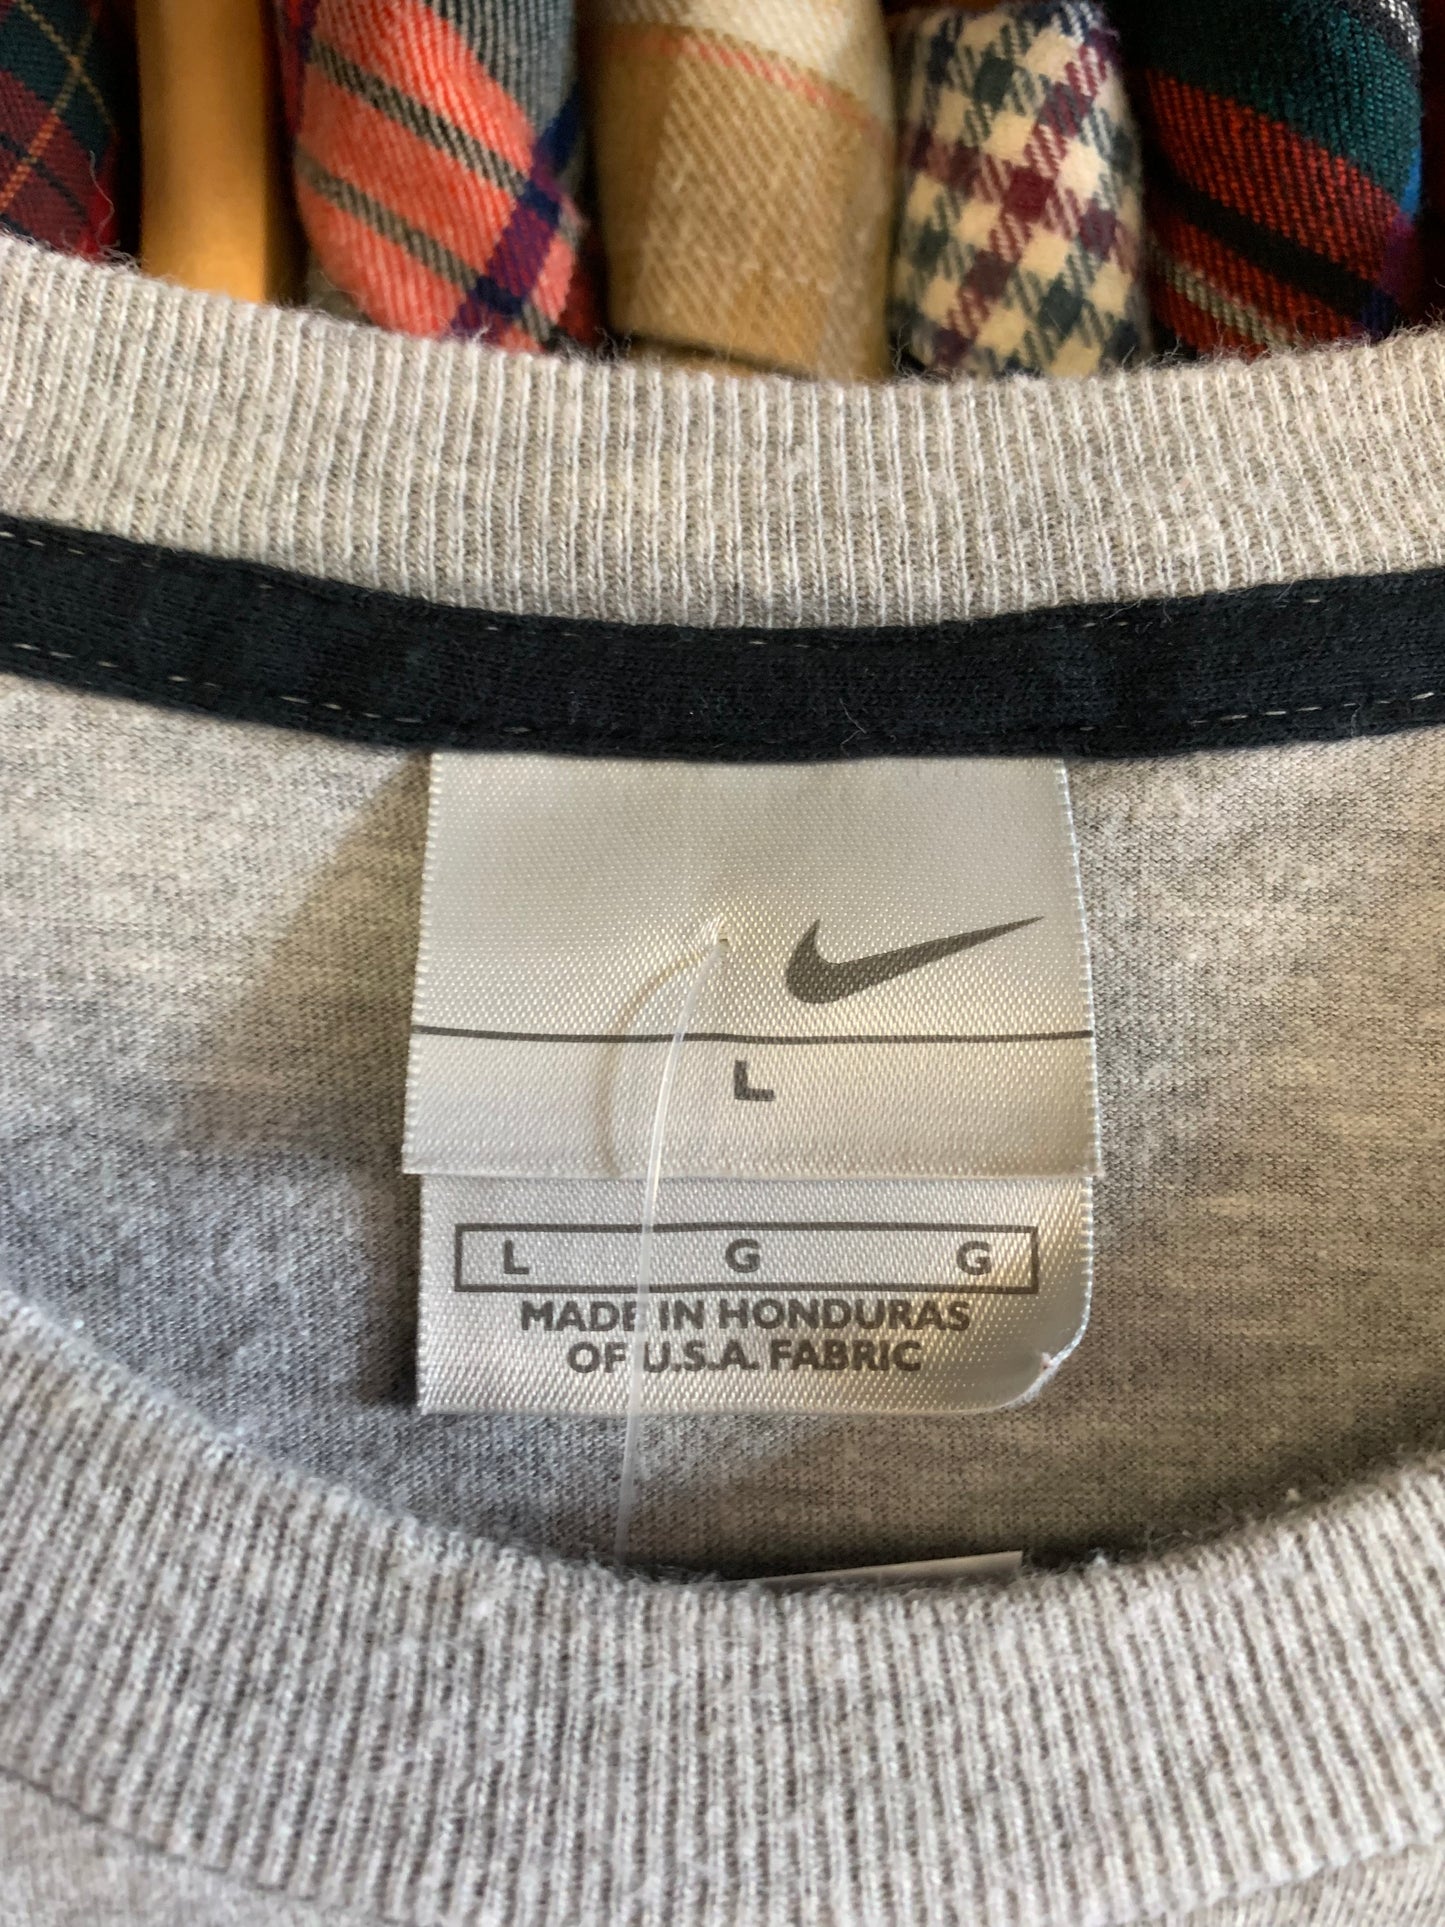 L
L G G
MADE IN HONDURAS
OF U.S.A. FABRIC